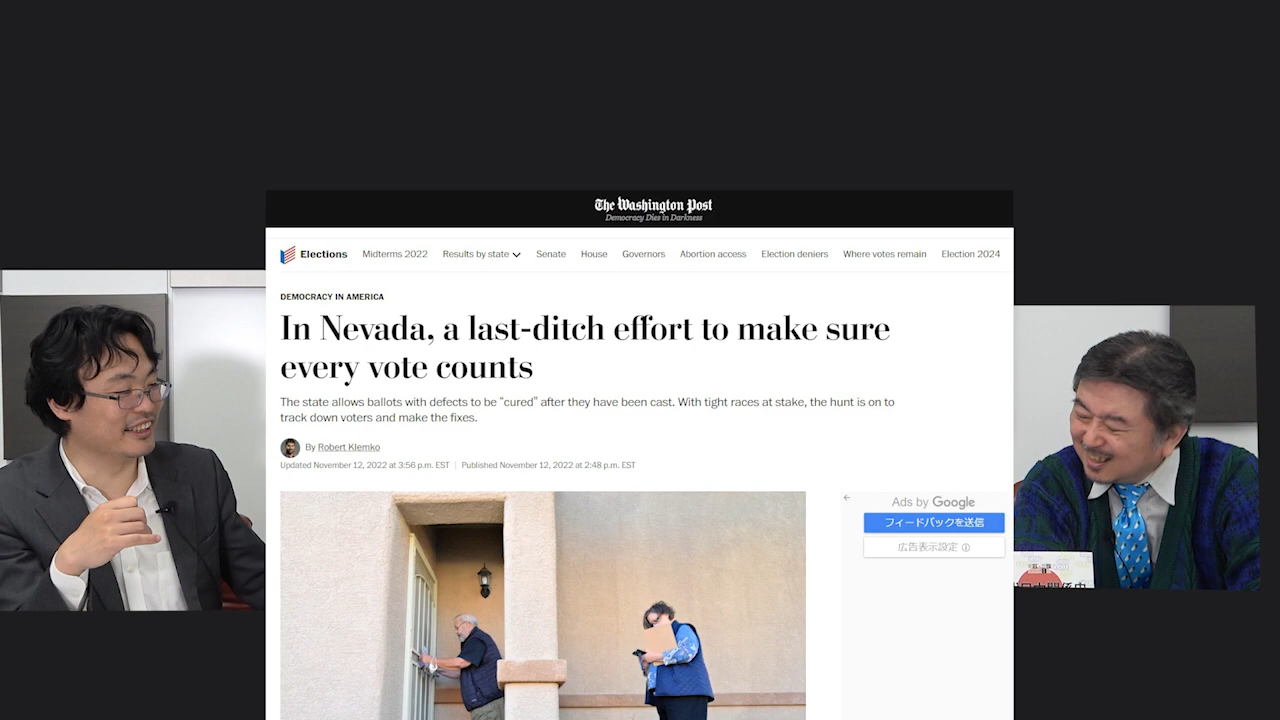 The Washington Post
Democracy Dies in Darkness
Elections Midterms 2022 Results by state Senate House Governors Abortion access Election deniers Where votes remain Election 2024
DEMOCRACY IN AMERICA
In Nevada, a last-ditch effort to make sure
every vote counts
The state allows ballots with defects to be "cured" after they have been cast. With tight races at stake, the hunt is on to
track down voters and make the fixes.
By Robert Klemko
Updated November 12, 2022 at 3:56 p.m. EST | Published November 12, 2022 at 2:48 p.m. EST
Ads by Google
フィードバックを送信
広告表示設定
日中関係史